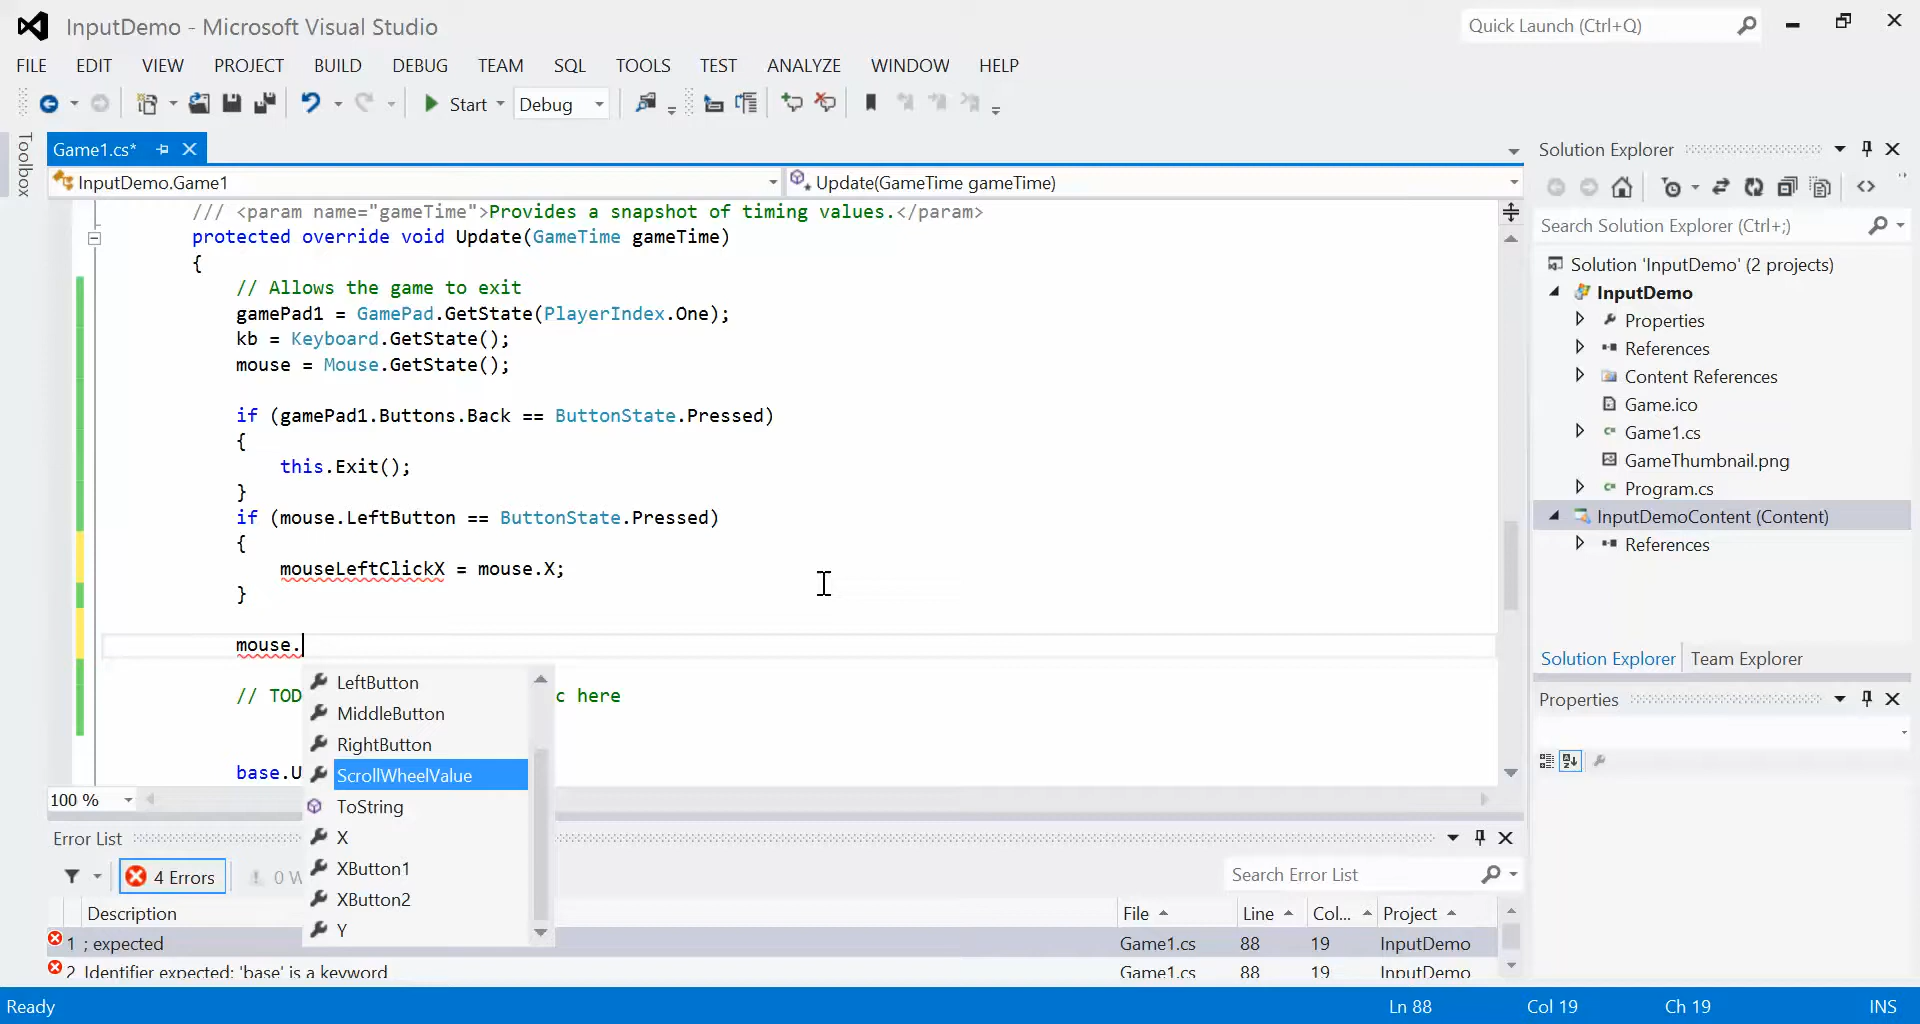 InputDemo - Microsoft Visual Studio
Quick Launch (Ctrl+Q)
FILE EDIT VIEW PROJECT BUILD DEBUG TEAM SQL TOOLS TEST ANALYZE WINDOW HELP
Start Debug
Toolbox
Game1.cs*
InputDemo.Game1
Update(GameTime gameTime)
/// <param name="gameTime">Provides a snapshot of timing values.</param>
protected override void Update(GameTime gameTime)
{
// Allows the game to exit
gamePad1 = GamePad.GetState(PlayerIndex.One);
kb = Keyboard.GetState();
mouse = Mouse.GetState();
if (gamePad1.Buttons.Back == ButtonState.Pressed)
{
this.Exit();
}
if (mouse.LeftButton == ButtonState.Pressed)
{
mouseLeftClickX = mouse.X;
}
mouse.
// TOD
c here
base.U
LeftButton
MiddleButton
RightButton
ScrollWheelValue
ToString
X
XButton1
XButton2
Y
100 %
Error List
4 Errors
0 W
Search Error List
Description File Line Col... Project
1 ; expected Game1.cs 88 19 InputDemo
2 Identifier expected: 'base' is a keyword Game1.cs 88 19 InputDemo
Solution Explorer
Search Solution Explorer (Ctrl+;)
Solution 'InputDemo' (2 projects)
InputDemo
Properties
References
Content References
Game.ico
Game1.cs
GameThumbnail.png
Program.cs
InputDemoContent (Content)
References
Solution Explorer Team Explorer
Properties
Ready Ln 88 Col 19 Ch 19 INS